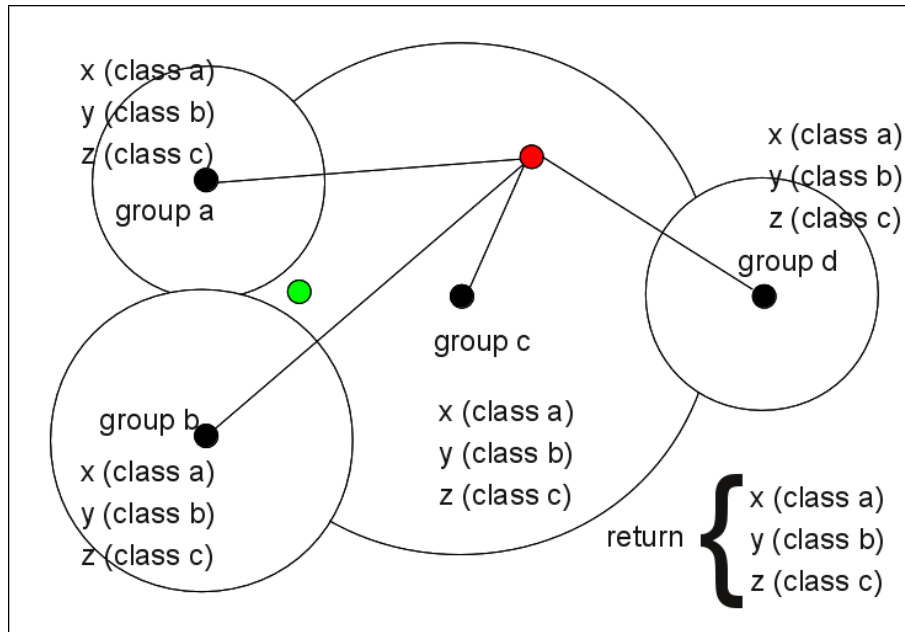 x (class a)
y (class b)
z (class c)
group a
x (class a)
y (class b)
z (class c)
group d
group c
x (class a)
y (class b)
z (class c)
group b
x (class a)
y (class b)
z (class c)
return
x (class a)
y (class b)
z (class c)